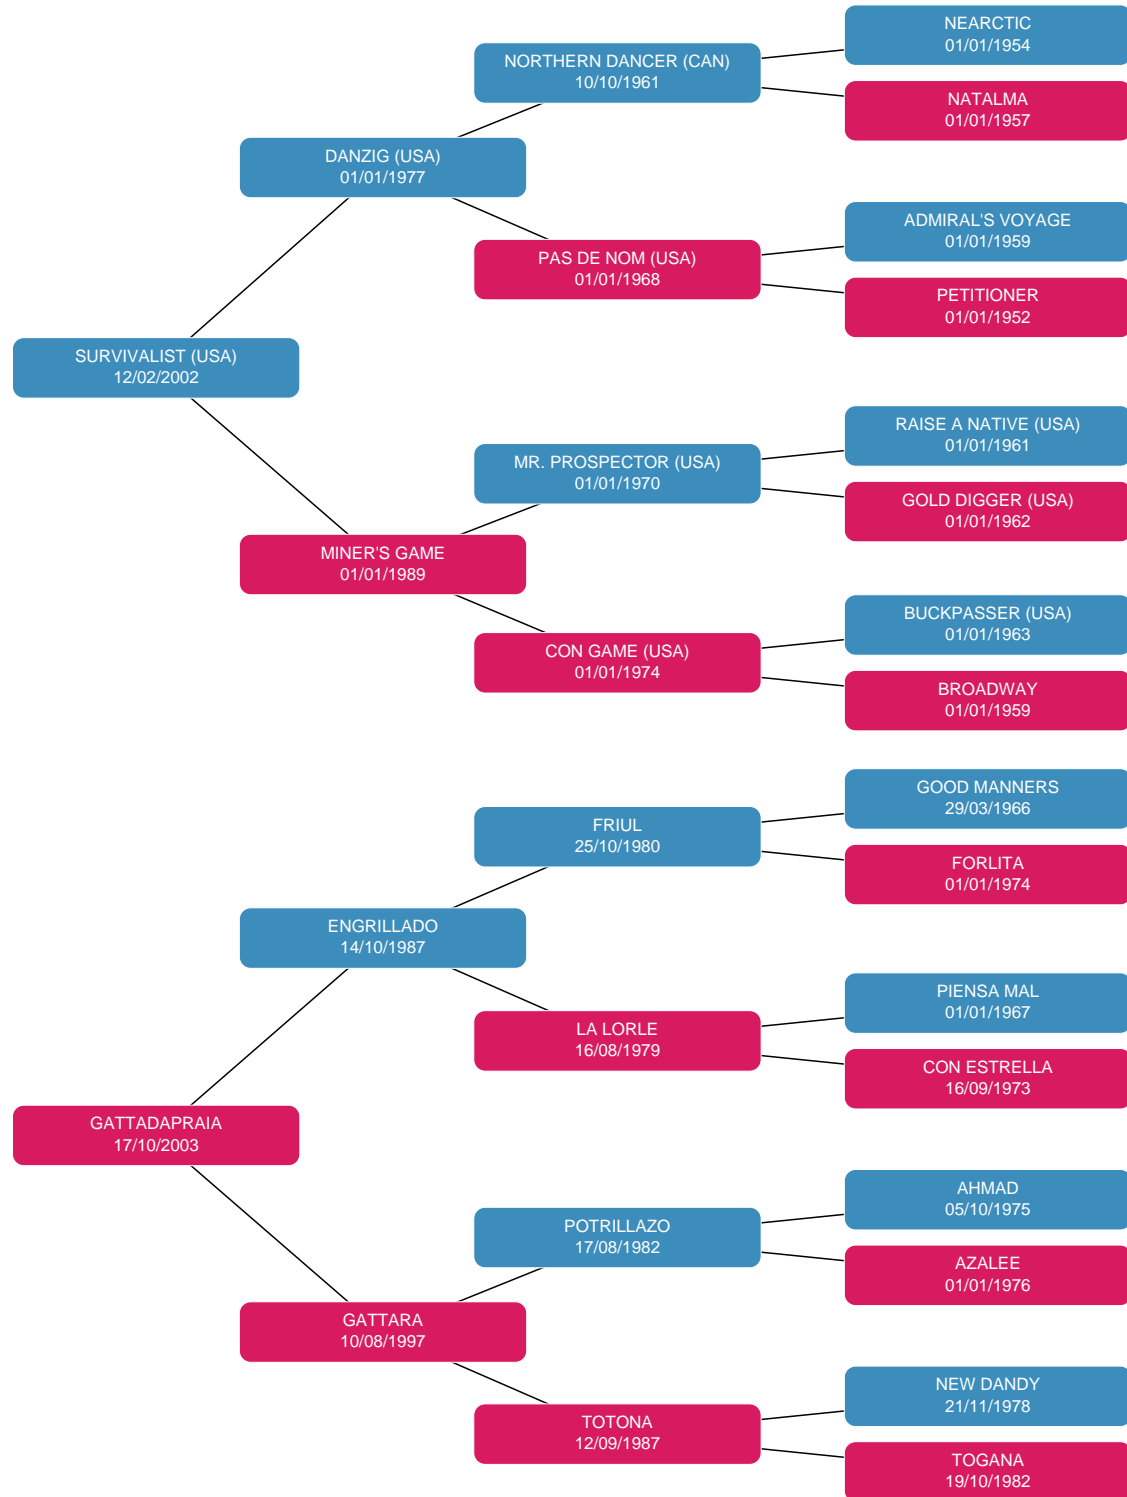 NEARCTIC
01/01/1954
NORTHERN DANCER (CAN)
10/10/1961
NATALMA
01/01/1957
DANZIG (USA)
01/01/1977
ADMIRAL'S VOYAGE
01/01/1959
PAS DE NOM (USA)
01/01/1968
PETITIONER
01/01/1952
SURVIVALIST (USA)
12/02/2002
RAISE A NATIVE (USA)
01/01/1961
MR. PROSPECTOR (USA)
01/01/1970
GOLD DIGGER (USA)
01/01/1962
MINER'S GAME
01/01/1989
BUCKPASSER (USA)
01/01/1963
CON GAME (USA)
01/01/1974
BROADWAY
01/01/1959
GOOD MANNERS
29/03/1966
FRIUL
25/10/1980
FORLITA
01/01/1974
ENGRILLADO
14/10/1987
PIENSA MAL
01/01/1967
LA LORLE
16/08/1979
CON ESTRELLA
16/09/1973
GATTADAPRAIA
17/10/2003
AHMAD
05/10/1975
POTRILLAZO
17/08/1982
AZALEE
01/01/1976
GATTARA
10/08/1997
NEW DANDY
21/11/1978
TOTONA
12/09/1987
TOGANA
19/10/1982